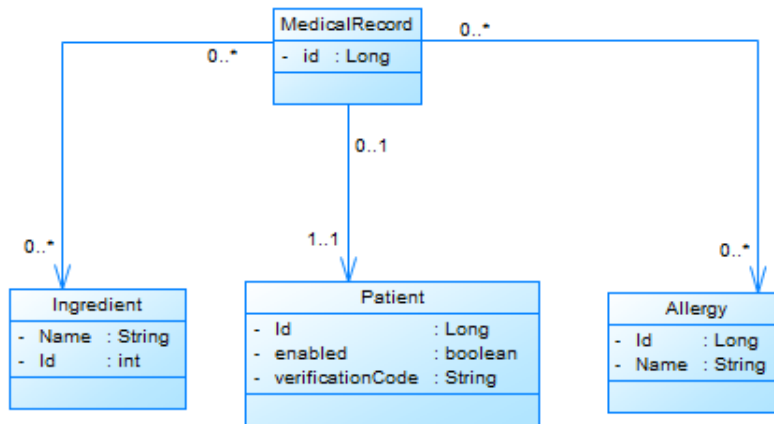 MedicalRecord
- id : Long
0..*
0..*
0..1
0..*
1..1
0..*
Ingredient
- Name : String
- Id : int
Patient
- Id : Long
- enabled : boolean
- verificationCode : String
Allergy
- Id : Long
- Name : String